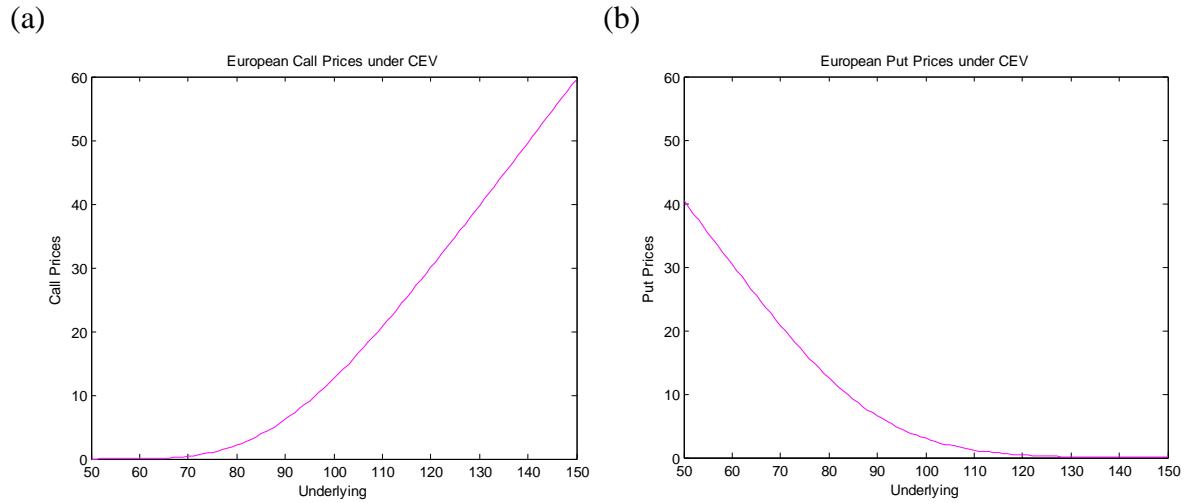 (a)
(b)
European Call Prices under CEV
60
50
40
30
20
10
0
Call Prices
50 60 70 80 90 100 110 120 130 140 150
Underlying
European Put Prices under CEV
60
50
40
30
20
10
0
Put Prices
50 60 70 80 90 100 110 120 130 140 150
Underlying